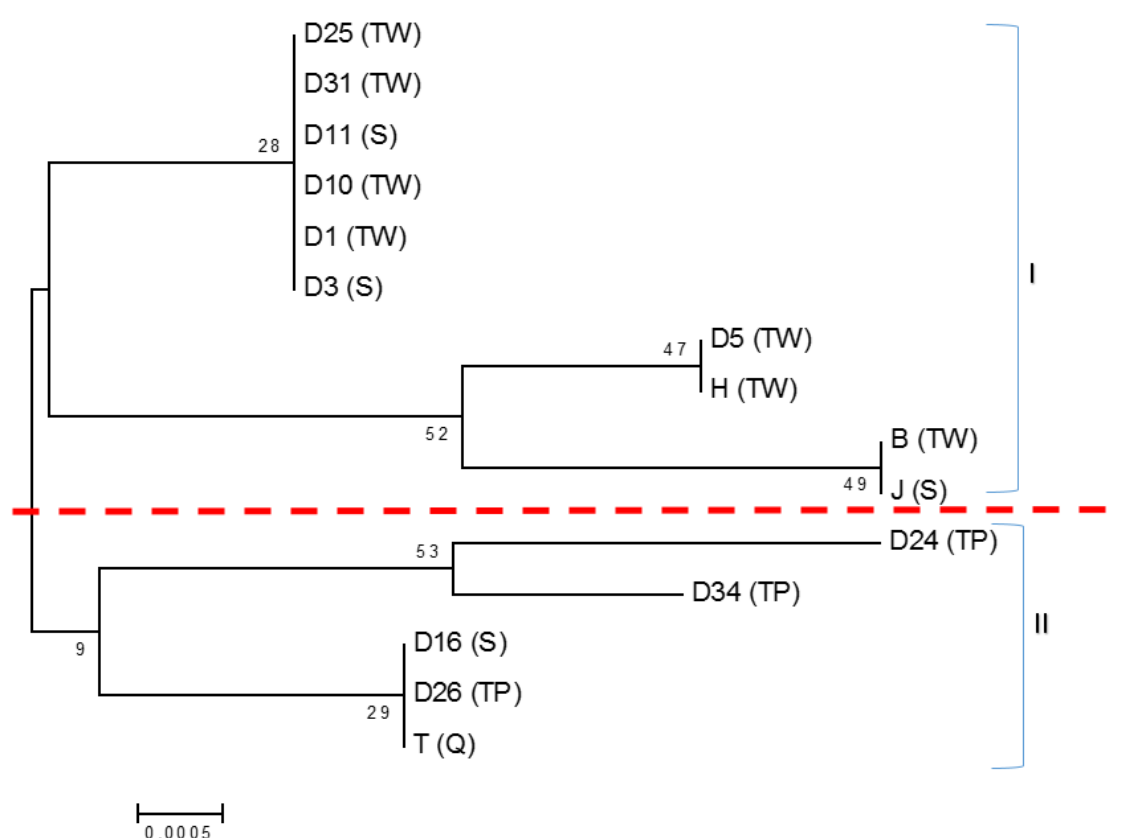 D25 (TW)
D31 (TW)
D11 (S)
28
D10 (TW)
D1 (TW)
I
D3 (S)
D5 (TW)
47
H (TW)
52
B (TW)
49
J (S)
D24 (TP)
53
D34 (TP)
II
D16 (S)
9
D26 (TP)
29
T (Q)
0.0005